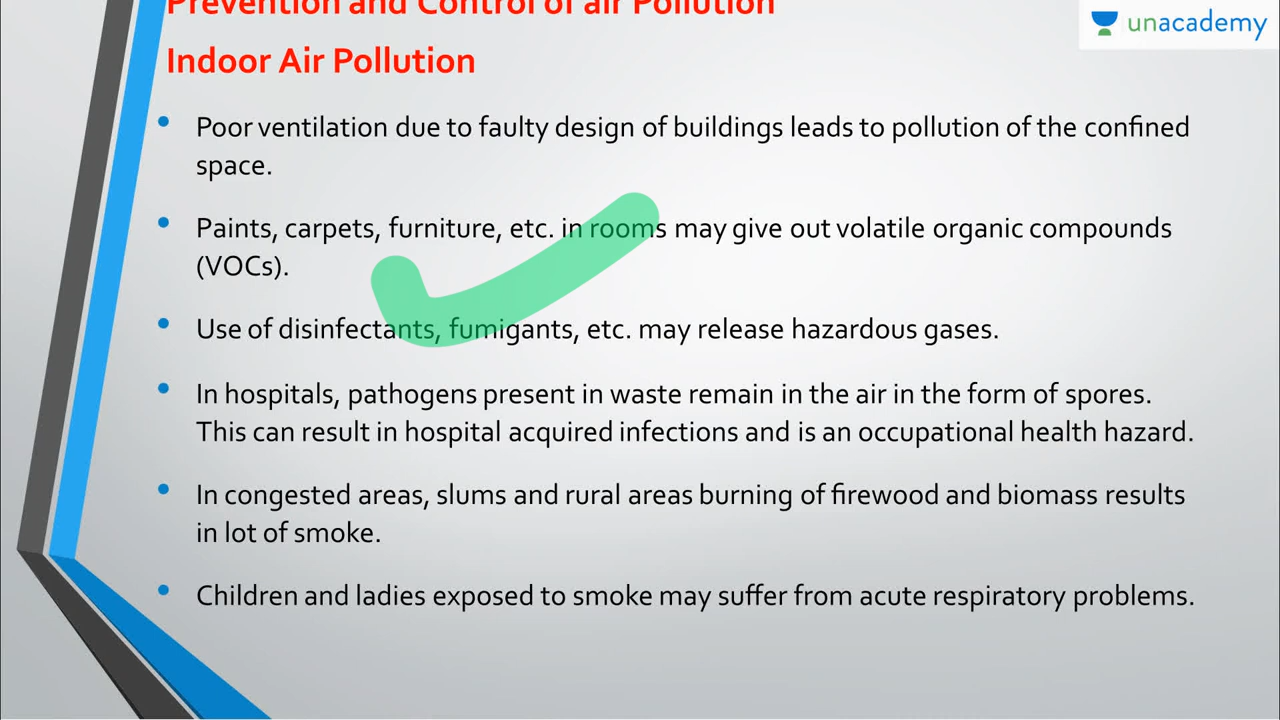 Prevention and Control of air Pollution
unacademy
Indoor Air Pollution
• Poor ventilation due to faulty design of buildings leads to pollution of the confined
space.
• Paints, carpets, furniture, etc. in rooms may give out volatile organic compounds
(VOCs).
• Use of disinfectants, fumigants, etc. may release hazardous gases.
• In hospitals, pathogens present in waste remain in the air in the form of spores.
This can result in hospital acquired infections and is an occupational health hazard.
• In congested areas, slums and rural areas burning of firewood and biomass results
in lot of smoke.
• Children and ladies exposed to smoke may suffer from acute respiratory problems.